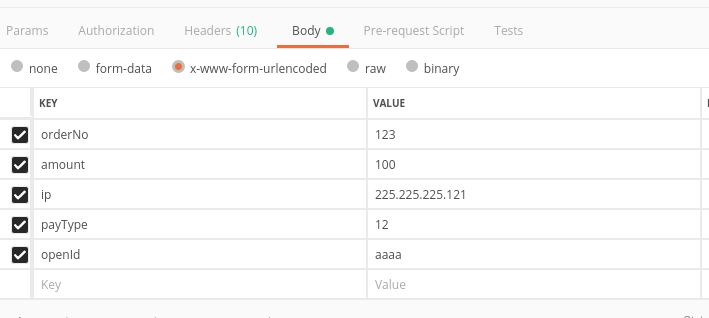 Params Authorization Headers (10) Body Pre-request Script Tests
none form-data x-www-form-urlencoded raw binary
KEY VALUE
orderNo 123
amount 100
ip 225.225.225.121
payType 12
openId aaaa
Key Value